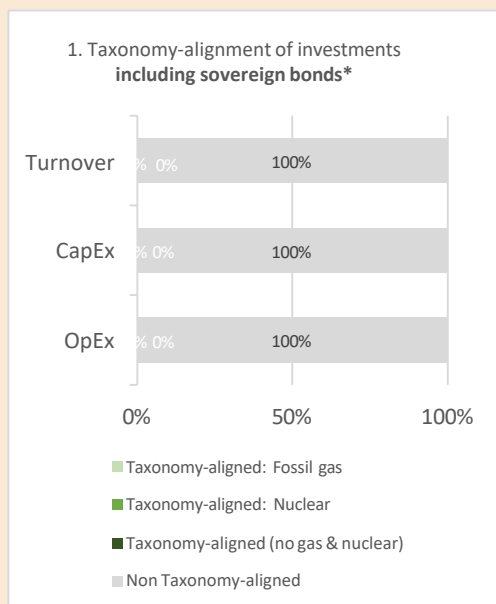 1. Taxonomy-alignment of investments
including sovereign bonds*
Turnover
% 0%
100%
CapEx
% 0%
100%
OpEx
% 0%
100%
0% 50% 100%
Taxonomy-aligned: Fossil gas
Taxonomy-aligned: Nuclear
Taxonomy-aligned (no gas & nuclear)
Non Taxonomy-aligned